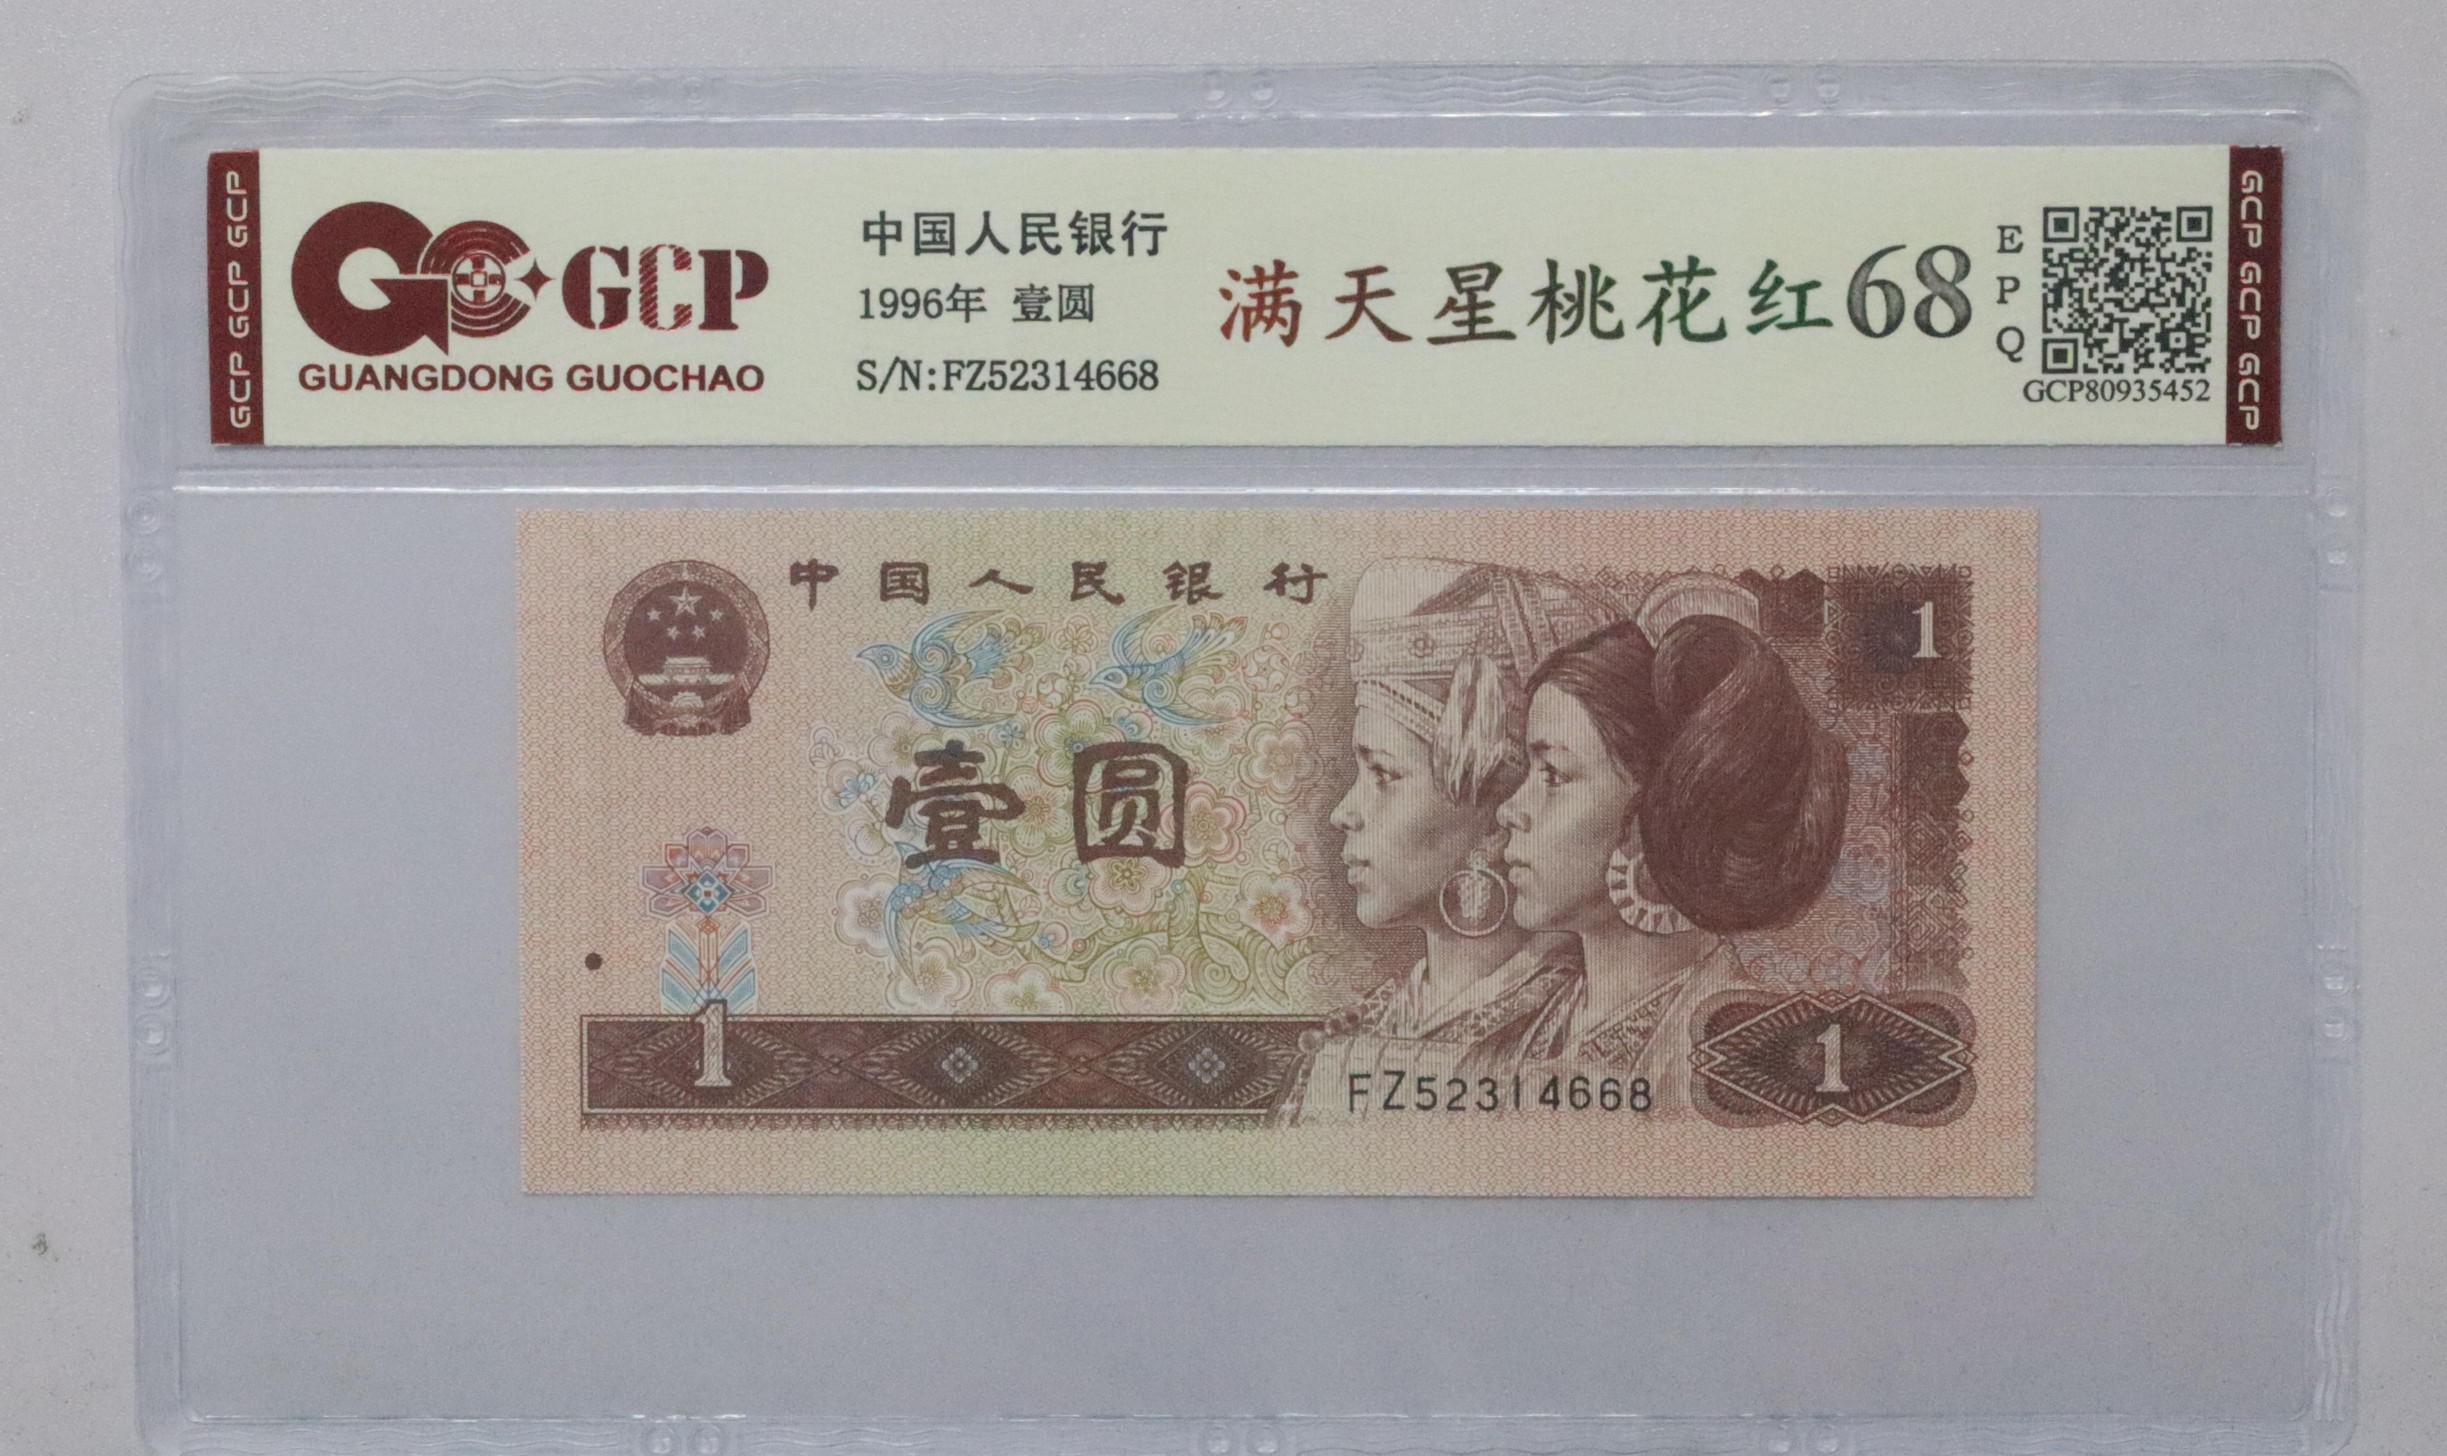 GCP GCP GCP
GCP
GUANGDONG GUOCHAO
中国人民银行
1996年 壹圆
S/N:FZ52314668
满天星桃花红68
EPQ
GCP80935452
GCP GCP GCP
中国人民银行
1
壹圆
1
FZ52314668
1